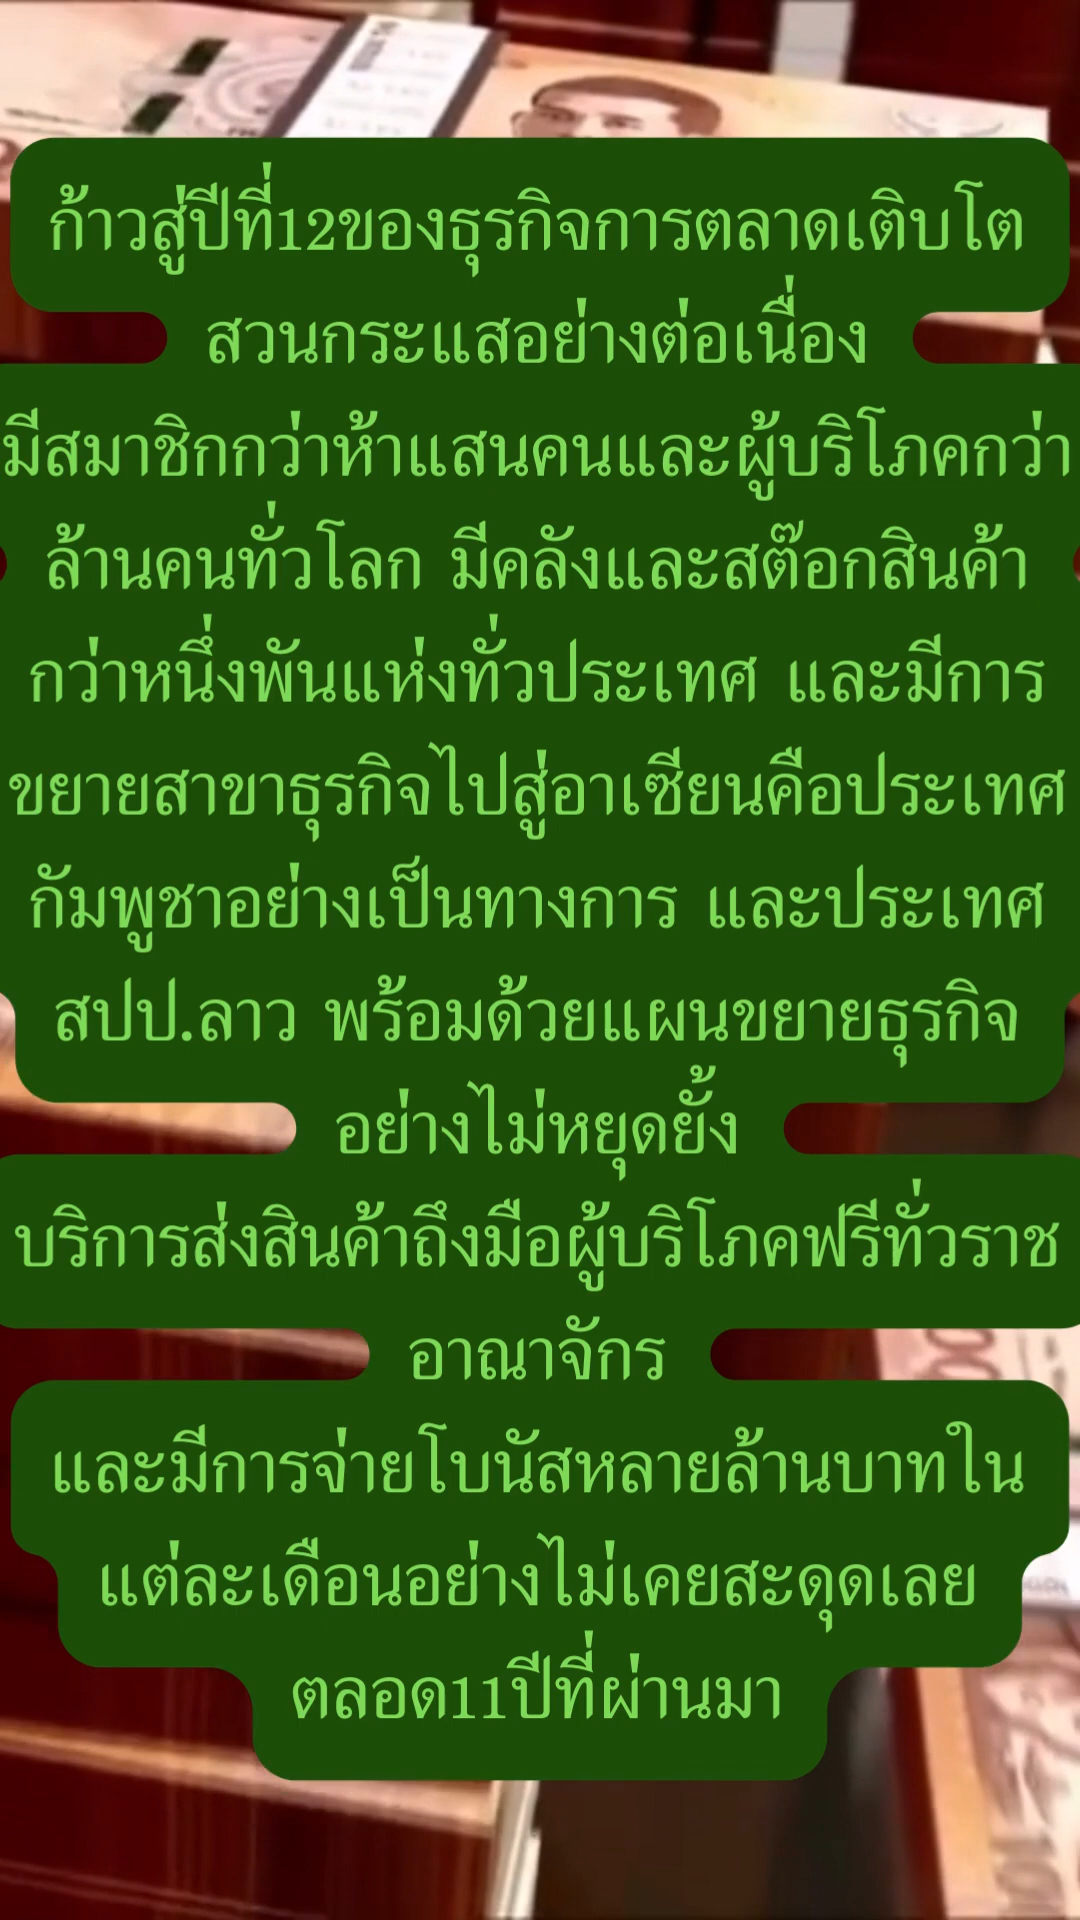 ก้าวสู่ปีที่12ของธุรกิจการตลาดเติบโต
สวนกระแสอย่างต่อเนื่อง
มีสมาชิกกว่าห้าแสนคนและผู้บริโภคกว่า
ล้านคนทั่วโลก มีคลังและสต๊อกสินค้า
กว่าหนึ่งพันแห่งทั่วประเทศ และมีการ
ขยายสาขาธุรกิจไปสู่อาเซียนคือประเทศ
กัมพูชาอย่างเป็นทางการ และประเทศ
สปป.ลาว พร้อมด้วยแผนขยายธุรกิจ
อย่างไม่หยุดยั้ง
บริการส่งสินค้าถึงมือผู้บริโภคฟรีทั่วราช
อาณาจักร
และมีการจ่ายโบนัสหลายล้านบาทใน
แต่ละเดือนอย่างไม่เคยสะดุดเลย
ตลอด11ปีที่ผ่านมา